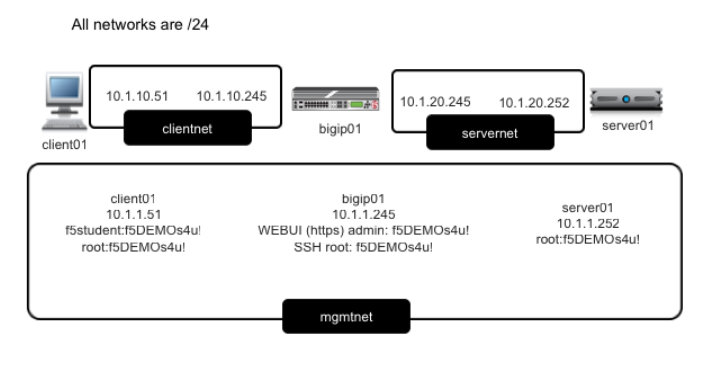 All networks are /24
10.1.10.51 10.1.10.245
clientnet
client01
bigip01
10.1.20.245 10.1.20.252
servernet
server01
client01
10.1.1.51
f5student:f5DEMOs4u!
root:f5DEMOs4u!
bigip01
10.1.1.245
WEBUI (https) admin: f5DEMOs4u!
SSH root: f5DEMOs4u!
server01
10.1.1.252
root:f5DEMOs4u!
mgmtnet